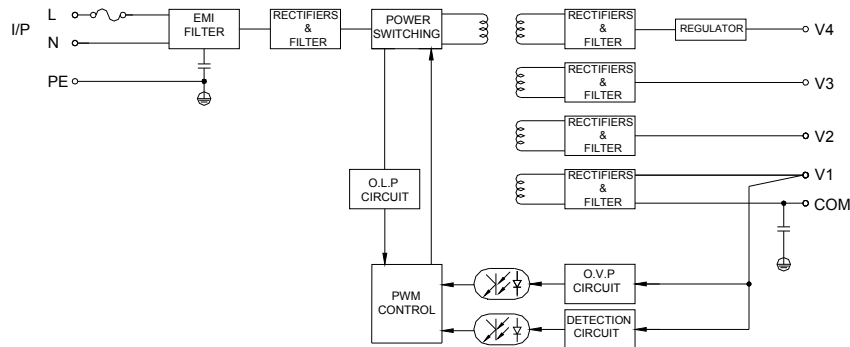 I/P
L
N
PE
EMI
FILTER
RECTIFIERS
&
FILTER
POWER
SWITCHING
RECTIFIERS
&
FILTER
REGULATOR
V4
RECTIFIERS
&
FILTER
V3
RECTIFIERS
&
FILTER
V2
RECTIFIERS
&
FILTER
V1
COM
O.L.P
CIRCUIT
PWM
CONTROL
O.V.P
CIRCUIT
DETECTION
CIRCUIT